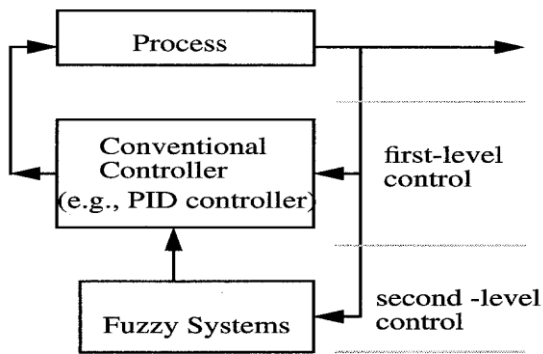 Process
Conventional
Controller
(e.g., PID controller)
first-level
control
Fuzzy Systems
second -level
control